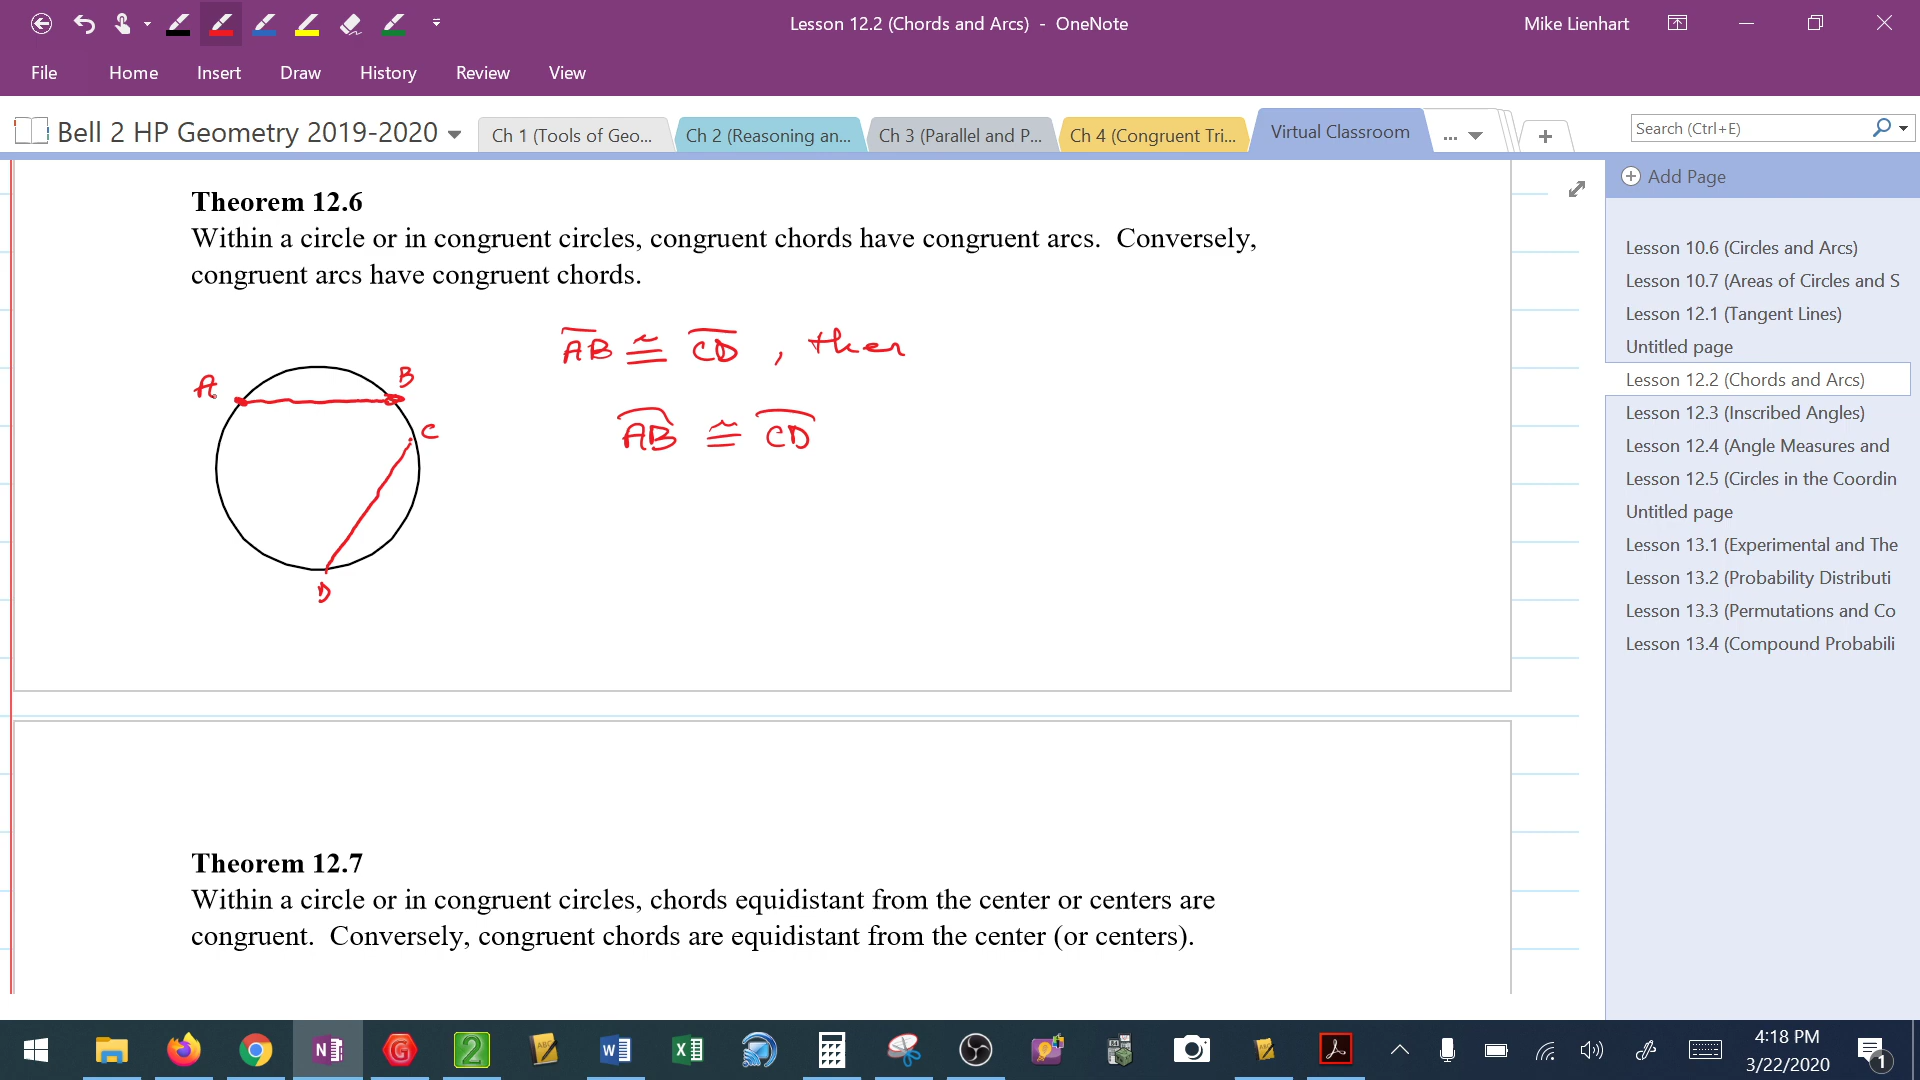 Lesson 12.2 (Chords and Arcs) - OneNote
Mike Lienhart
File Home Insert Draw History Review View
Bell 2 HP Geometry 2019-2020
Ch 1 (Tools of Geo...
Ch 2 (Reasoning an...
Ch 3 (Parallel and P...
Ch 4 (Congruent Tri...
Virtual Classroom
...
Search (Ctrl+E)
Add Page
Theorem 12.6
Within a circle or in congruent circles, congruent chords have congruent arcs. Conversely,
congruent arcs have congruent chords.
AB ≅ CD , then
AB ≅ CD
A
B
C
D
Theorem 12.7
Within a circle or in congruent circles, chords equidistant from the center or centers are
congruent. Conversely, congruent chords are equidistant from the center (or centers).
Lesson 10.6 (Circles and Arcs)
Lesson 10.7 (Areas of Circles and S
Lesson 12.1 (Tangent Lines)
Untitled page
Lesson 12.2 (Chords and Arcs)
Lesson 12.3 (Inscribed Angles)
Lesson 12.4 (Angle Measures and
Lesson 12.5 (Circles in the Coordin
Untitled page
Lesson 13.1 (Experimental and The
Lesson 13.2 (Probability Distributi
Lesson 13.3 (Permutations and Co
Lesson 13.4 (Compound Probabili
4:18 PM
3/22/2020
1